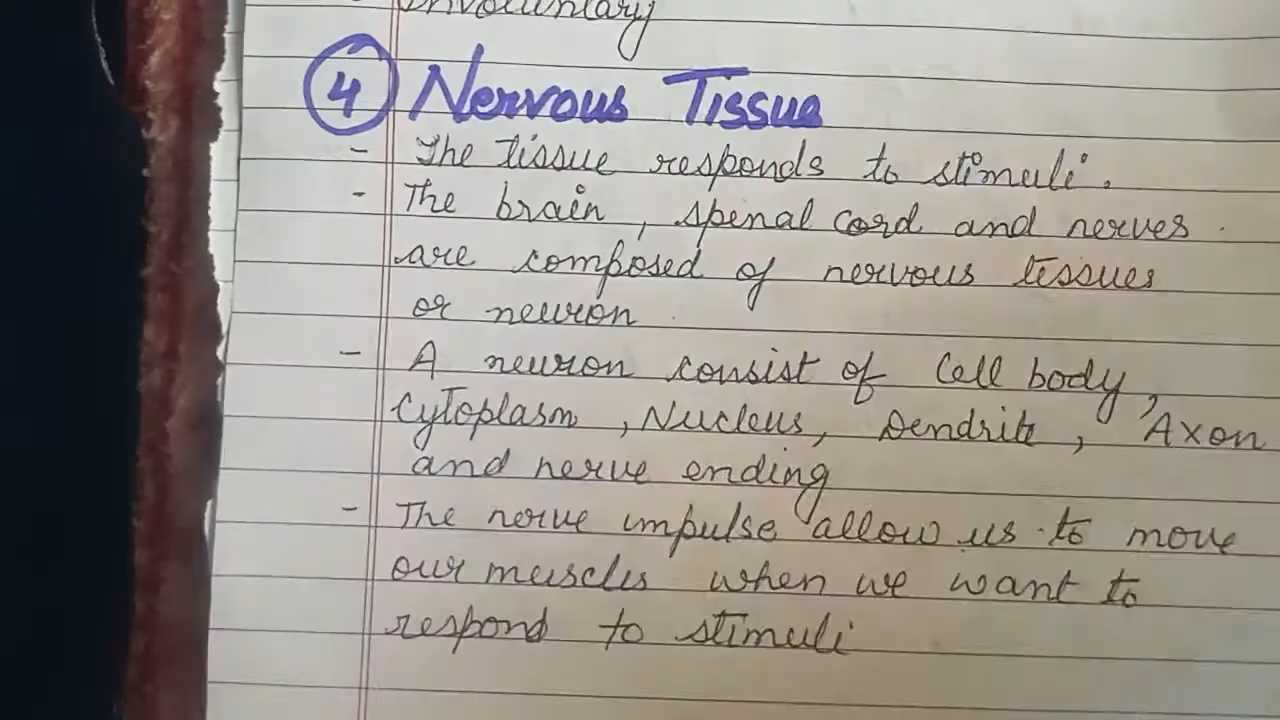 Involuntary
4 Nervous Tissue
- The tissue responds to stimuli.
- The brain, spenal cord and nerves
are composed of nervous tissues
or neuron
- A neuron consist of Cell body,
Cytoplasm, Nucleus, Dendrite, Axon
and nerve ending
- The nerve impulse allow us to move
our muscles when we want to
respond to stimuli